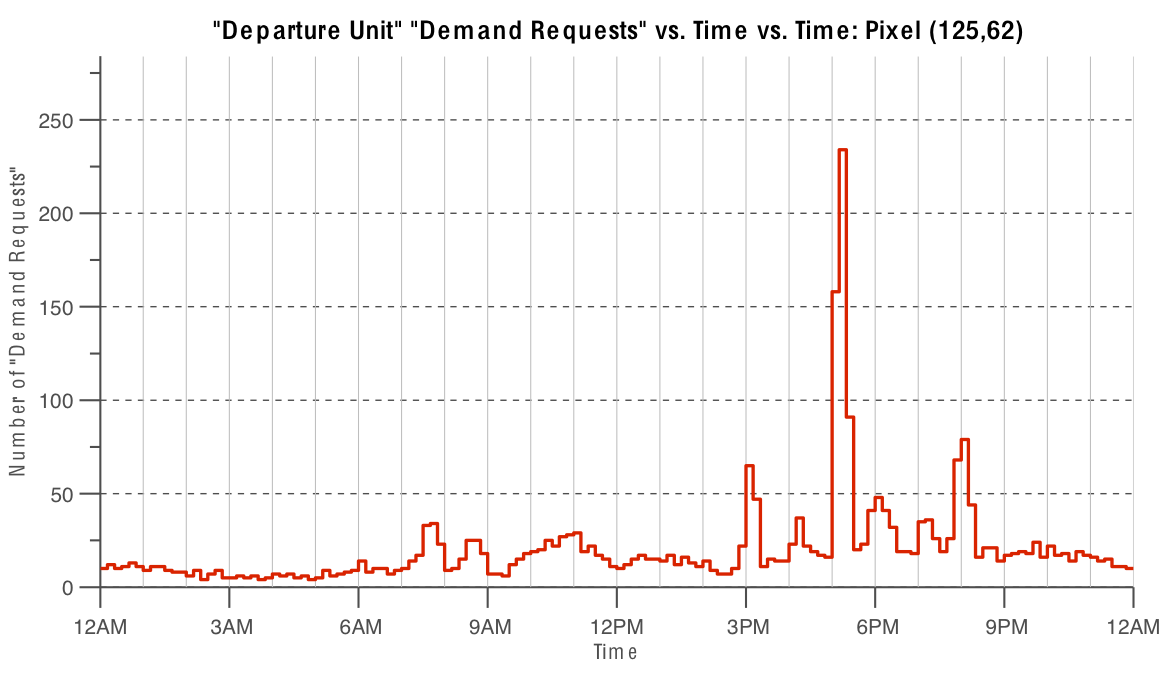 "Departure Unit" "Demand Requests" vs. Time vs. Time: Pixel (125,62)
Number of "Demand Requests"
250
200
150
100
50
0
12AM 3AM 6AM 9AM 12PM 3PM 6PM 9PM 12AM
Time